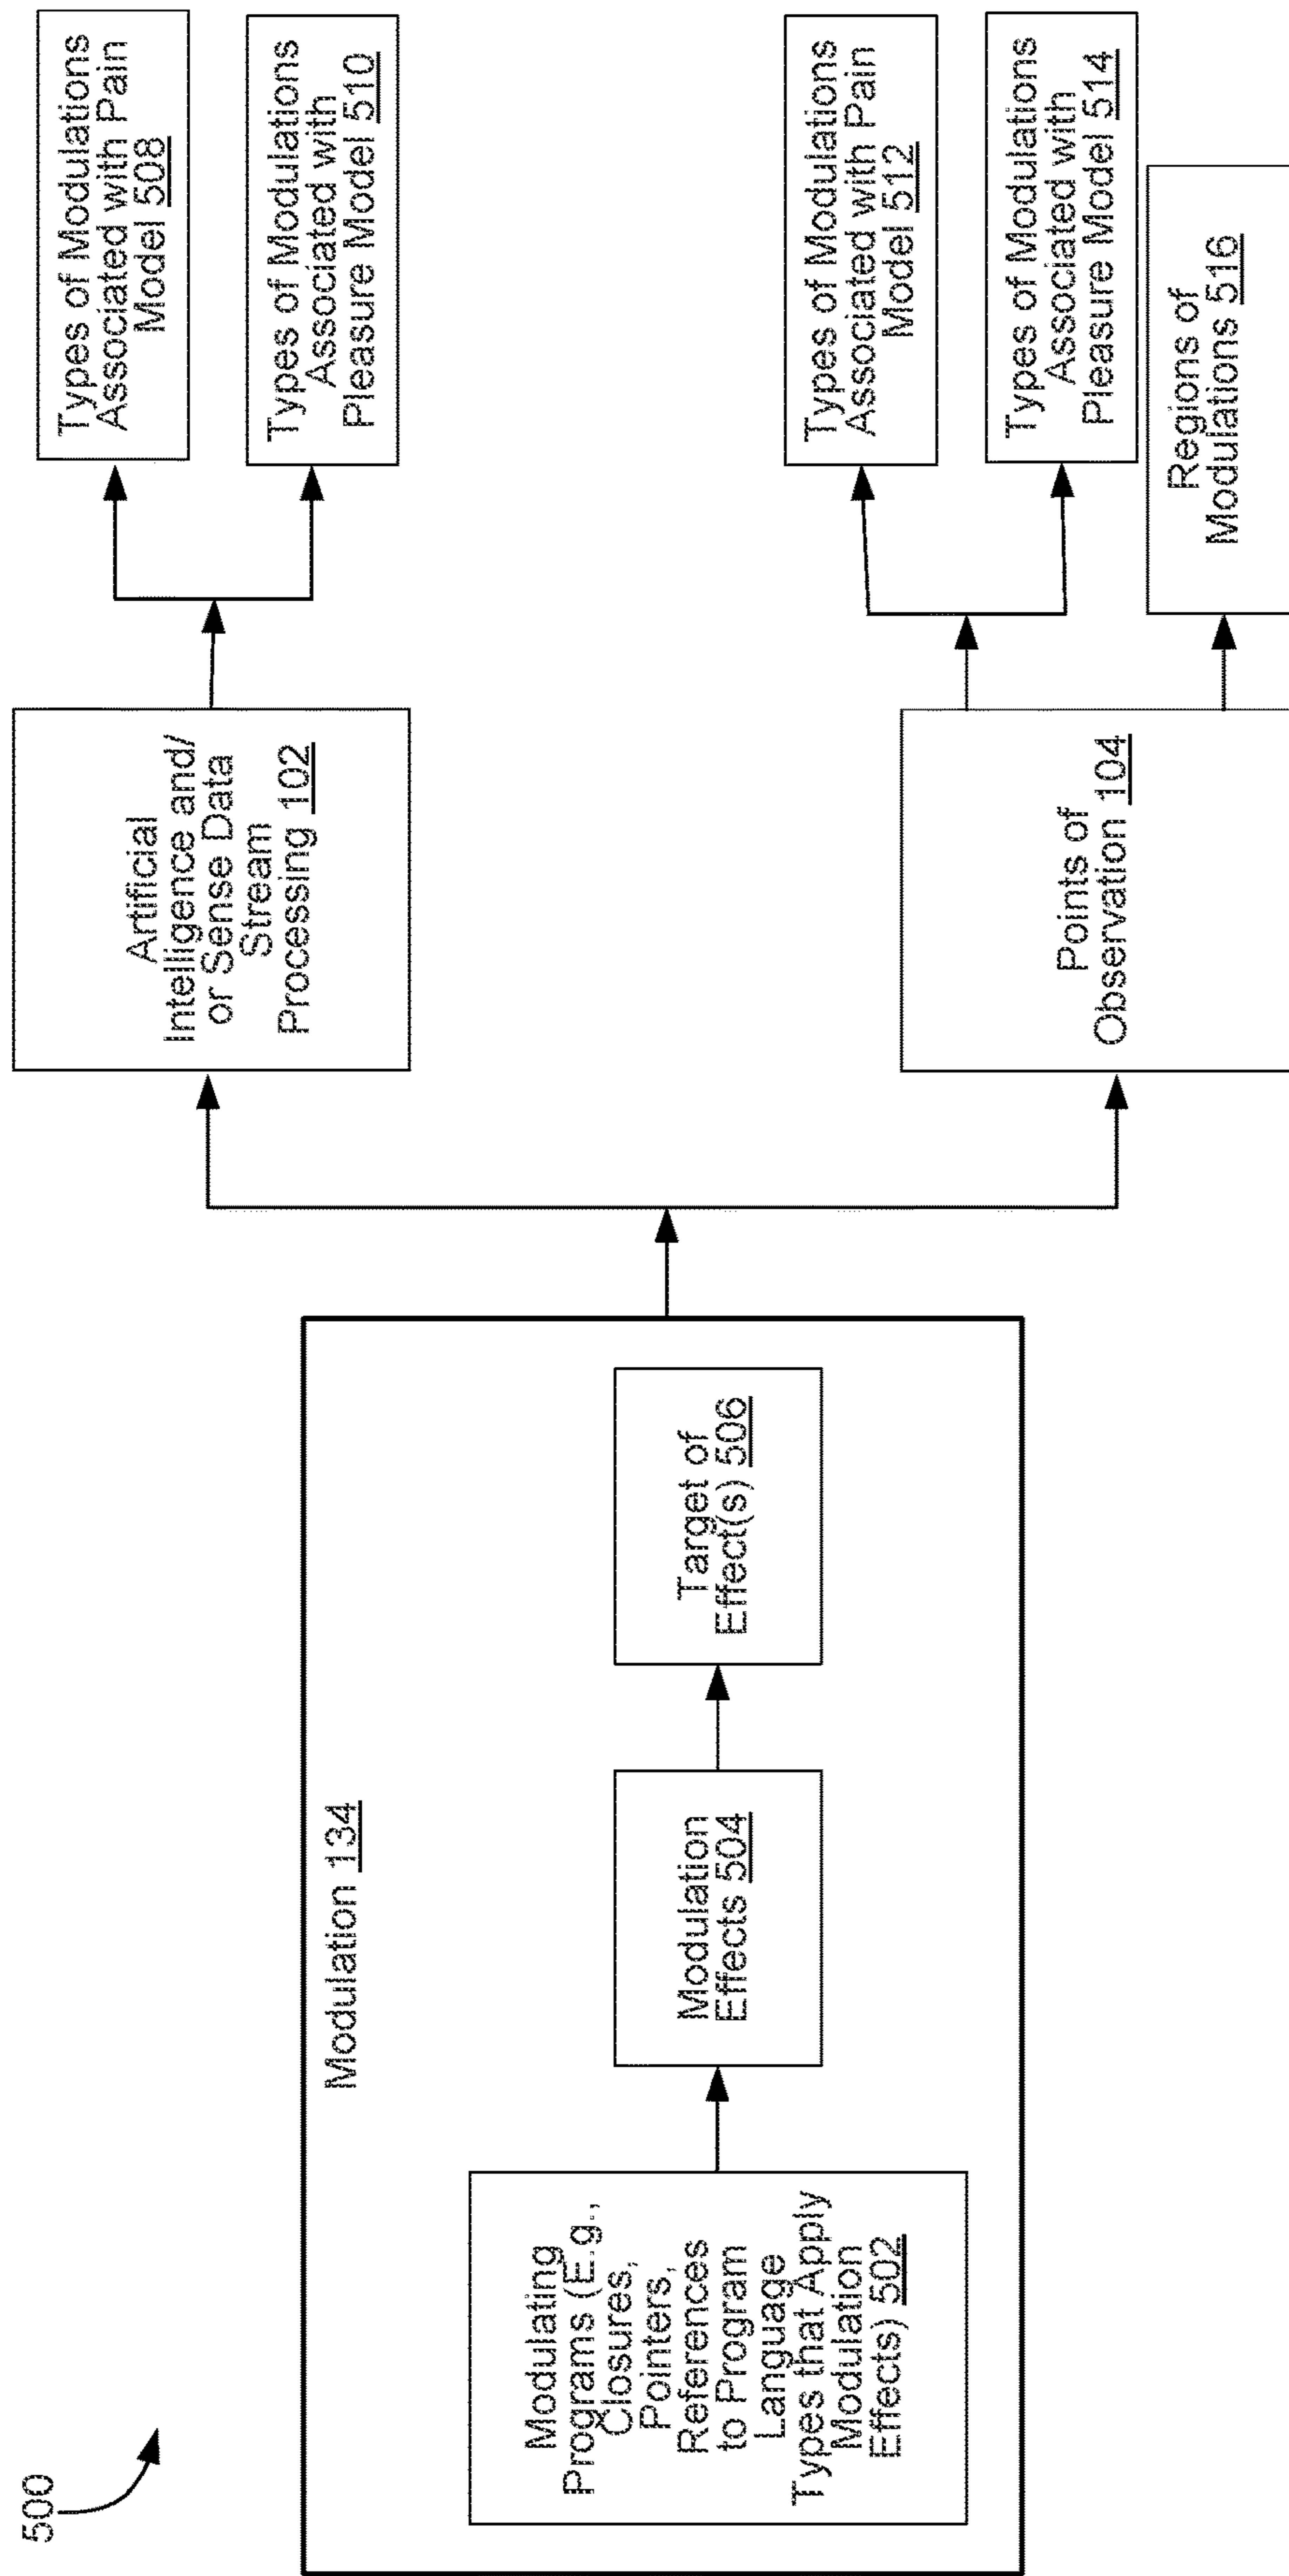 500
Modulation 134
Modulating
Programs (E.g.,
Closures,
Pointers,
References
to Program
Language
Types that Apply
Modulation
Effects) 502
Modulation
Effects 504
Target of
Effect(s) 506
Artificial
Intelligence and/
or Sense Data
Stream
Processing 102
Points of
Observation 104
Types of Modulations
Associated with Pain
Model 508
Types of Modulations
Associated with
Pleasure Model 510
Types of Modulations
Associated with Pain
Model 512
Types of Modulations
Associated with
Pleasure Model 514
Regions of
Modulations 516